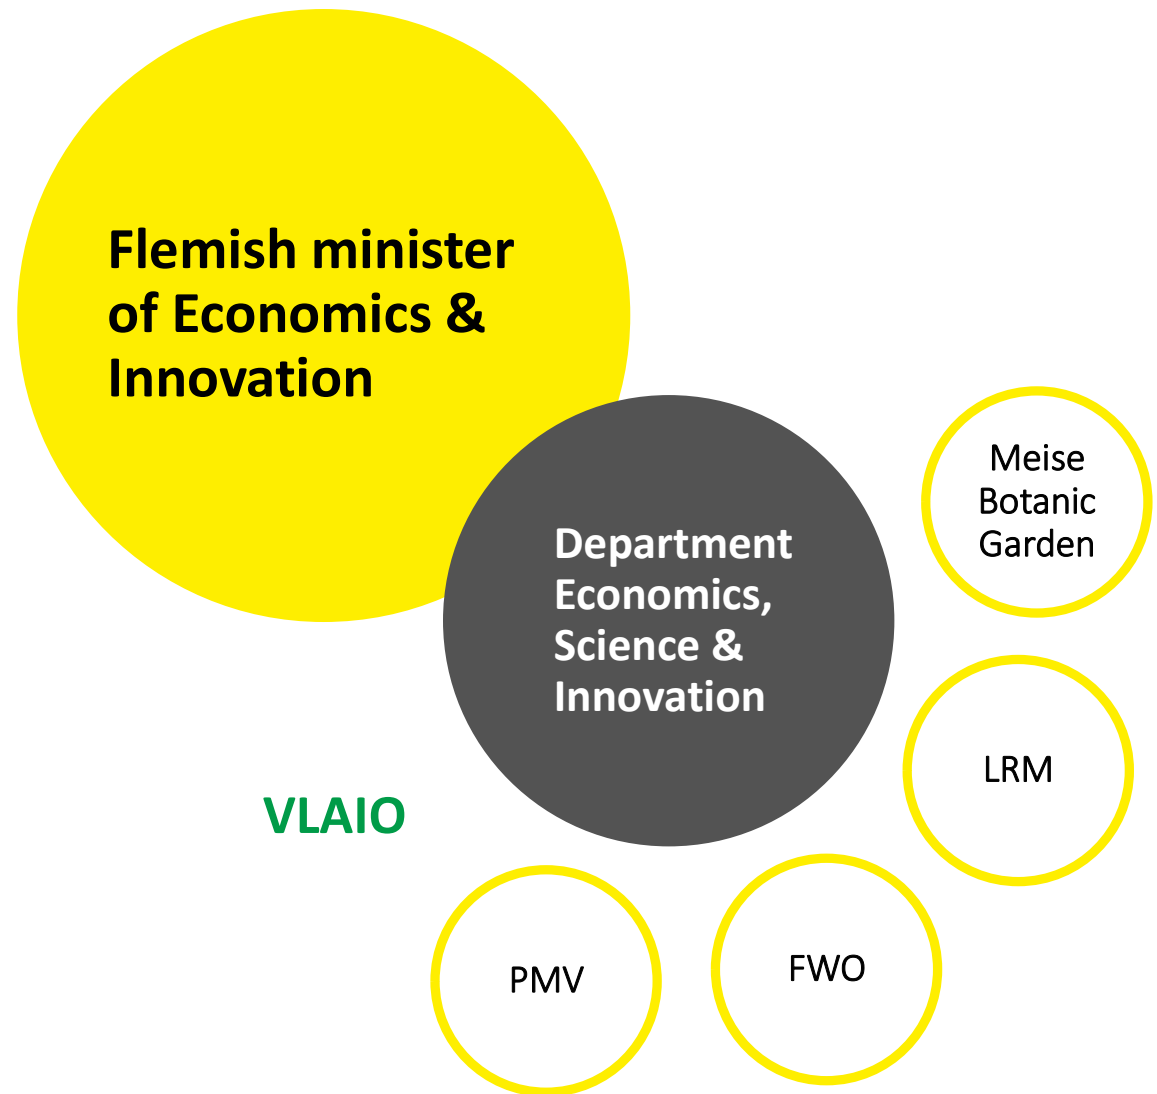 Flemish minister
of Economics &
Innovation
Department
Economics,
Science &
Innovation
Meise
Botanic
Garden
LRM
VLAIO
FWO
PMV